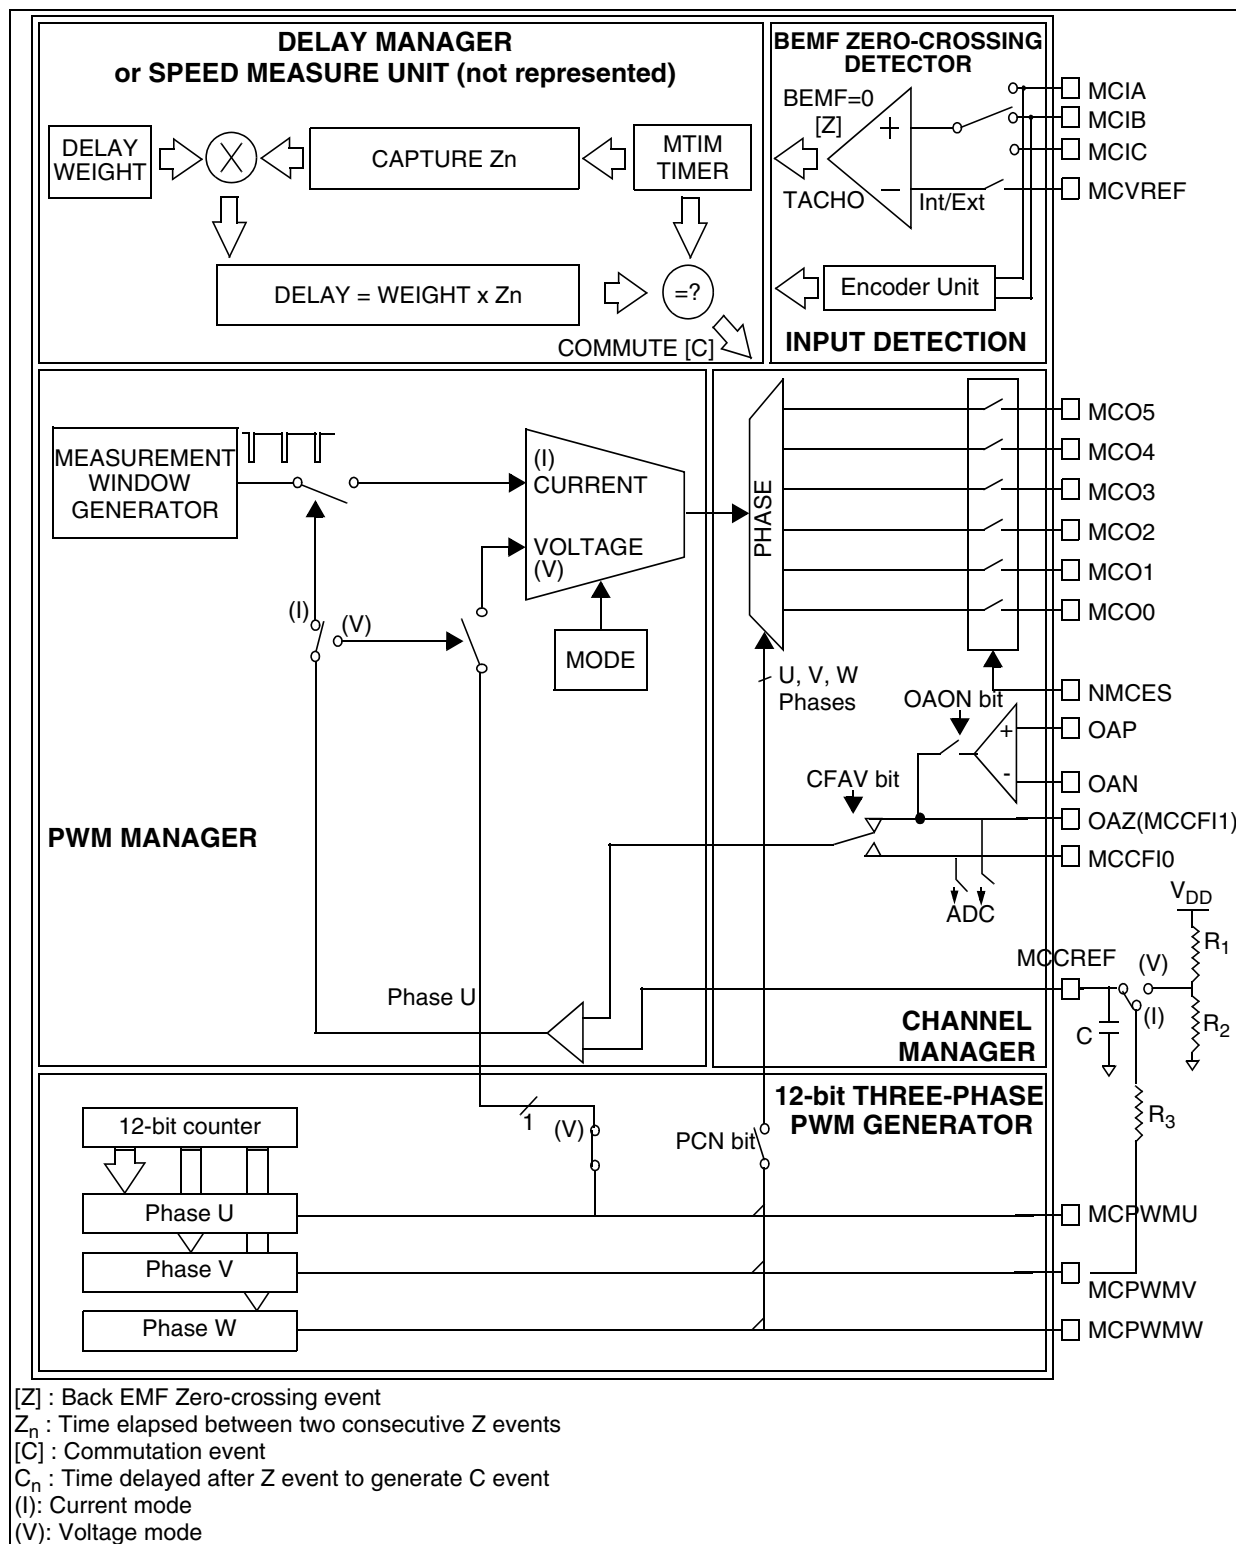 DELAY MANAGER
or SPEED MEASURE UNIT (not represented)
BEMF ZERO-CROSSING
DETECTOR
BEMF=0
[Z]
+
−
TACHO
Int/Ext
MCIA
MCIB
MCIC
MCVREF
DELAY
WEIGHT
X
CAPTURE Zn
MTIM
TIMER
DELAY = WEIGHT x Zn
=?
Encoder Unit
COMMUTE [C]
INPUT DETECTION
MEASUREMENT
WINDOW
GENERATOR
(I)
CURRENT
VOLTAGE
(V)
(I)
(V)
MODE
PHASE
MCO5
MCO4
MCO3
MCO2
MCO1
MCO0
U, V, W
Phases
NMCES
OAON bit
+
-
OAP
OAN
CFAV bit
OAZ(MCCFI1)
MCCFI0
ADC
PWM MANAGER
VDD
R1
MCCREF
(V)
(I)
C
R2
R3
Phase U
CHANNEL
MANAGER
12-bit THREE-PHASE
PWM GENERATOR
12-bit counter
1
(V)
PCN bit
Phase U
Phase V
Phase W
MCPWMU
MCPWMV
MCPWMW
[Z] : Back EMF Zero-crossing event
Zn : Time elapsed between two consecutive Z events
[C] : Commutation event
Cn : Time delayed after Z event to generate C event
(I): Current mode
(V): Voltage mode